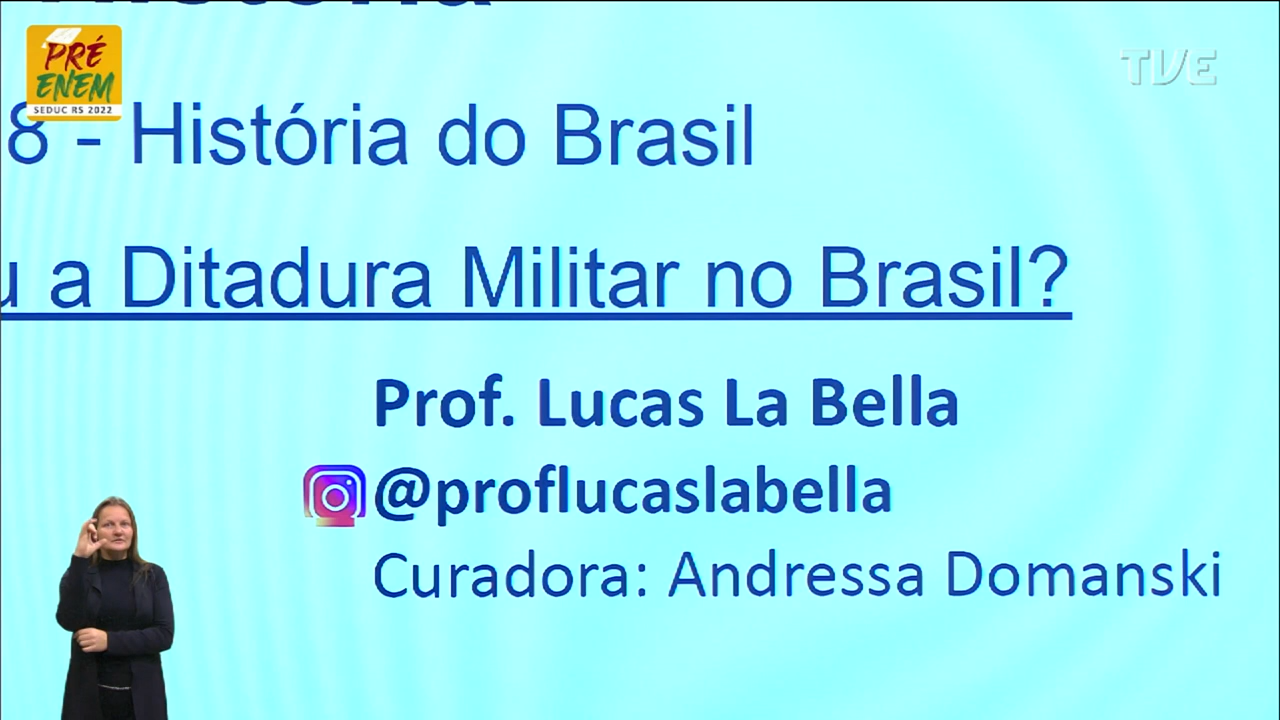 PRÉ
ENEM
SEDUC RS 2022
TVE
8 - História do Brasil
u a Ditadura Militar no Brasil?
Prof. Lucas La Bella
@proflucaslabella
Curadora: Andressa Domanski